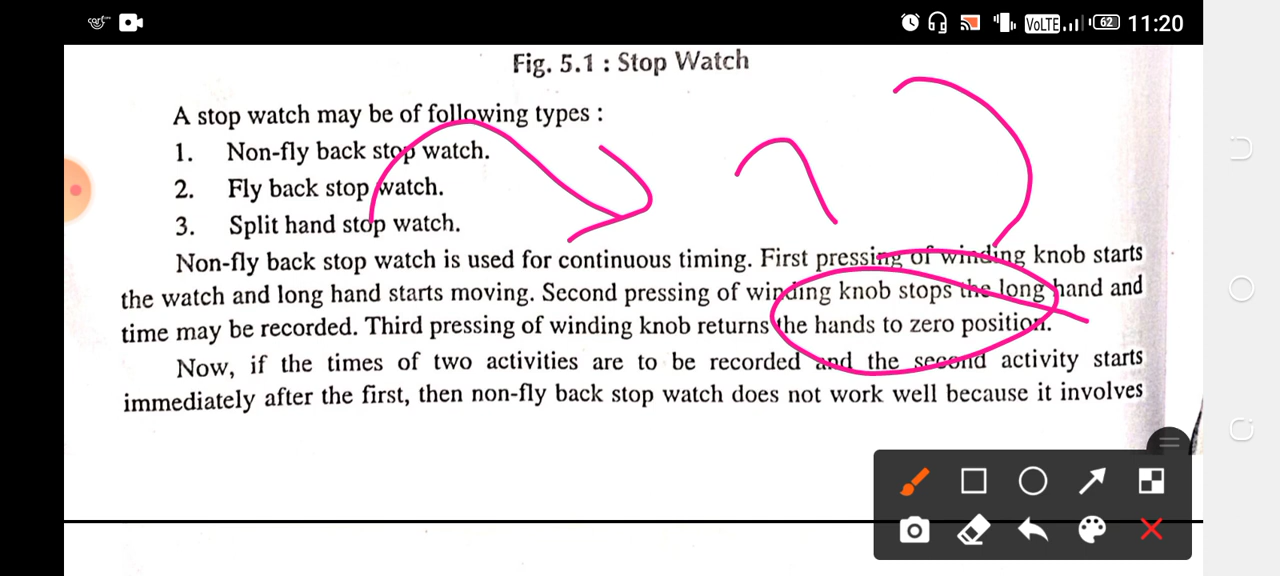 VoLTE 62 11:20
Fig. 5.1 : Stop Watch
A stop watch may be of following types :
1. Non-fly back stop watch.
2. Fly back stop watch.
3. Split hand stop watch.
Non-fly back stop watch is used for continuous timing. First pressing of winding knob starts
the watch and long hand starts moving. Second pressing of winding knob stops the long hand and
time may be recorded. Third pressing of winding knob returns the hands to zero position.
Now, if the times of two activities are to be recorded and the second activity starts
immediately after the first, then non-fly back stop watch does not work well because it involves